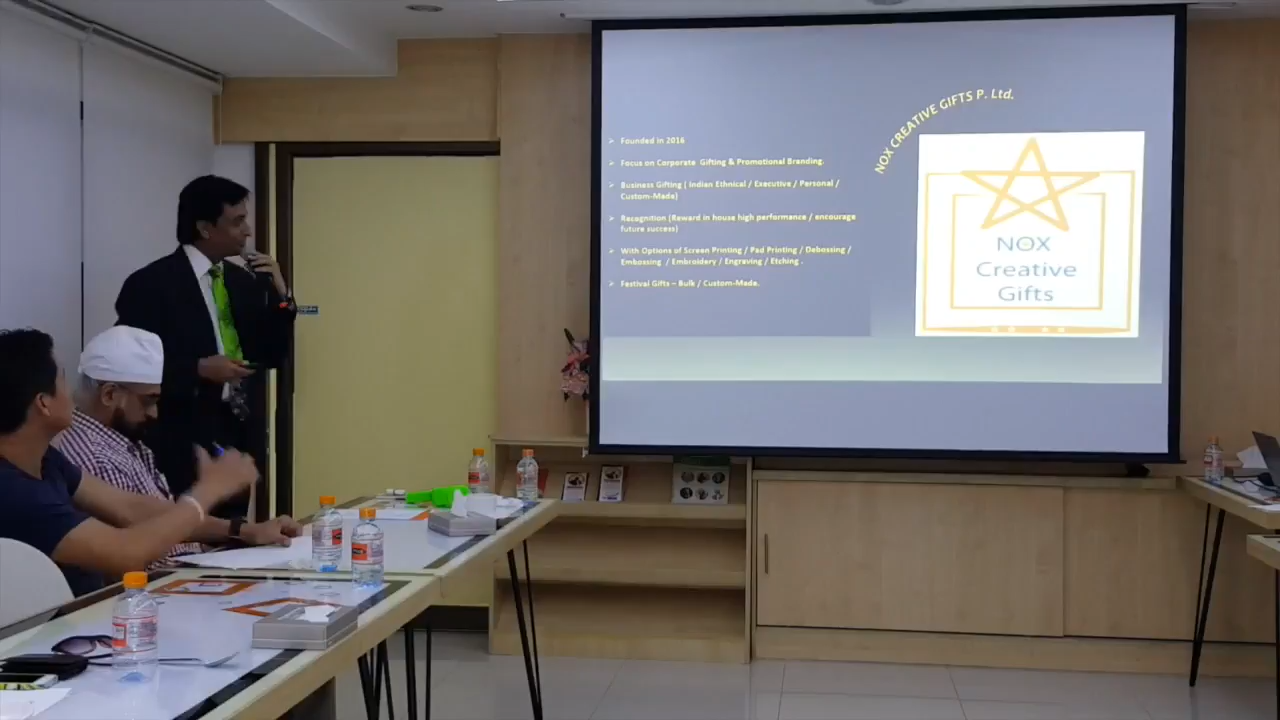 NOX CREATIVE GIFTS P. Ltd.
➢ Founded in 2016
➢ Focus on Corporate Gifting & Promotional Branding.
➢ Business Gifting ( Indian Ethnical / Executive / Personal /
Custom-Made)
➢ Recognition (Reward in house high performance / encourage
future success)
➢ With Options of Screen Printing / Pad Printing / Debossing /
Embossing / Embroidery / Engraving / Etching .
➢ Festival Gifts – Bulk / Custom-Made.
NOX
Creative
Gifts